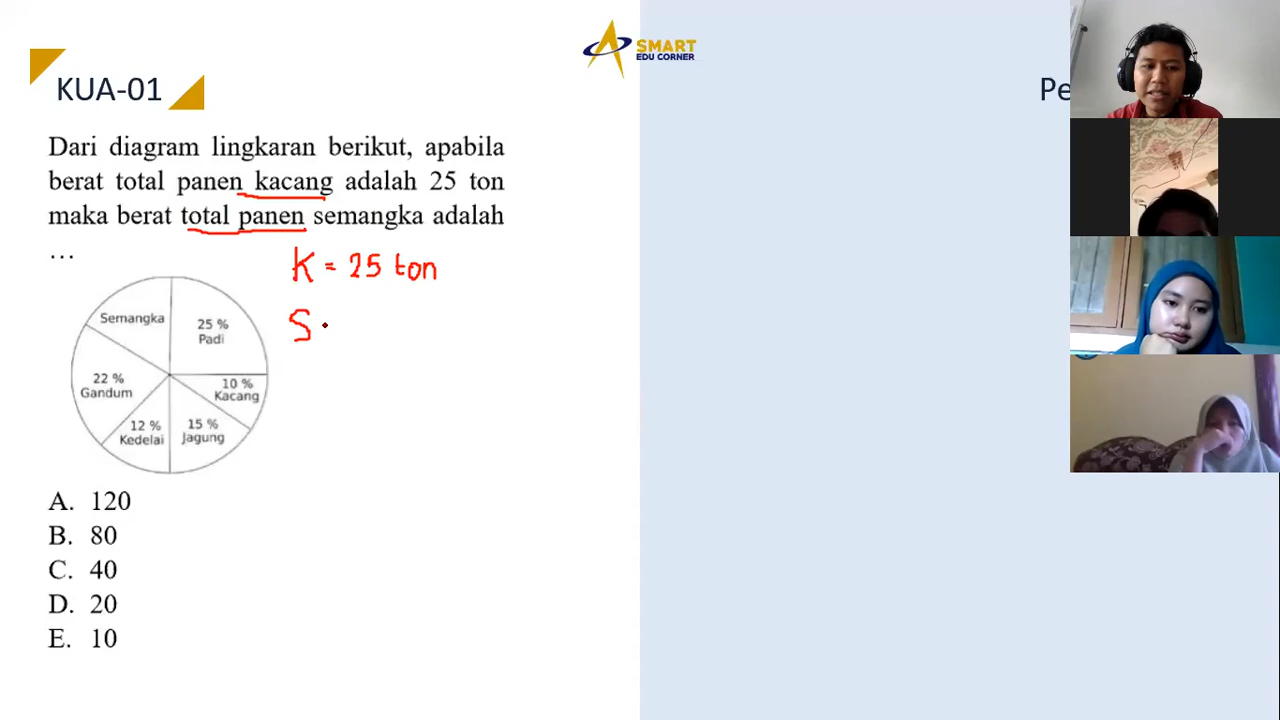 SMART
EDU CORNER
KUA-01
Pe
Dari diagram lingkaran berikut, apabila
berat total panen kacang adalah 25 ton
maka berat total panen semangka adalah
...
K = 25 ton
S
Semangka
25 %
Padi
22 %
Gandum
10 %
Kacang
12 %
Kedelai
15 %
Jagung
A. 120
B. 80
C. 40
D. 20
E. 10